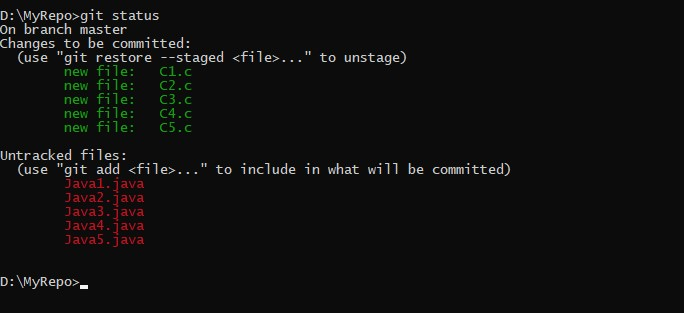 D:\MyRepo>git status
On branch master
Changes to be committed:
  (use "git restore --staged <file>..." to unstage)
        new file:   C1.c
        new file:   C2.c
        new file:   C3.c
        new file:   C4.c
        new file:   C5.c

Untracked files:
  (use "git add <file>..." to include in what will be committed)
        Java1.java
        Java2.java
        Java3.java
        Java4.java
        Java5.java

D:\MyRepo>